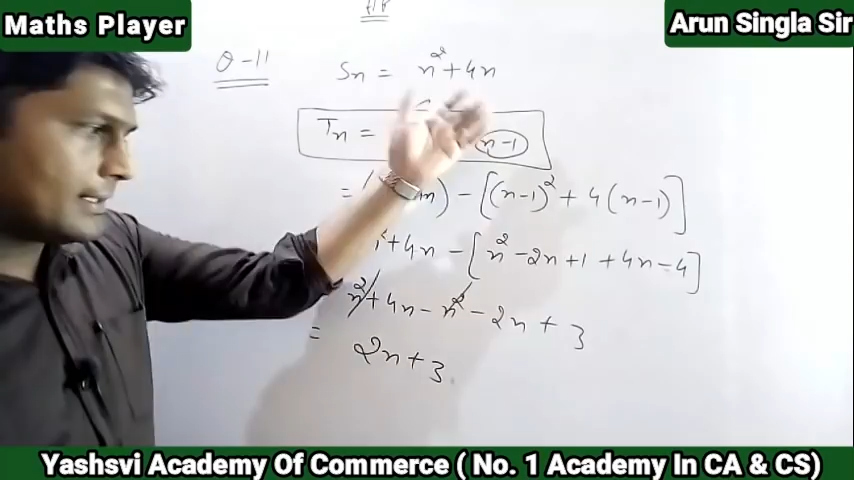 Maths Player
Arun Singla Sir
Q-11
Sn = n² + 4n
Tn = n-1
= n) - [(n-1)² + 4(n-1)]
+4n - [n² -2n+1 +4n-4]
n² + 4n - n² - 2n + 3
= 2n+3
Yashsvi Academy Of Commerce ( No. 1 Academy In CA & CS)